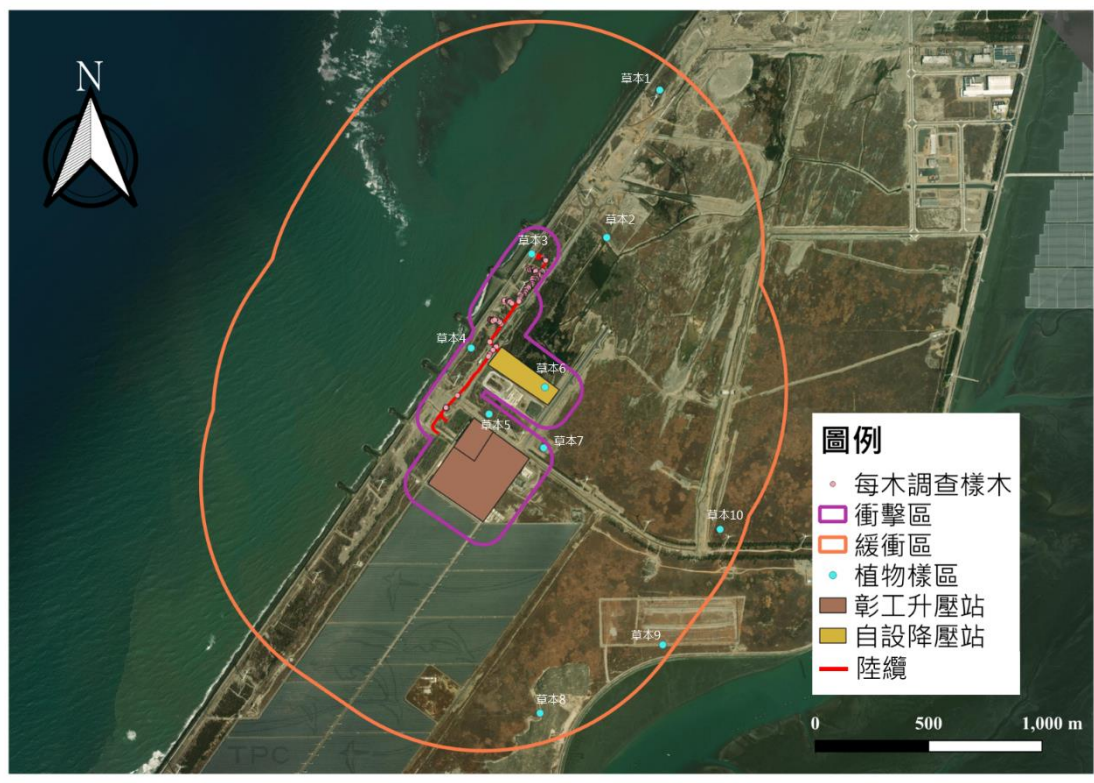 N
草本1
草本2
草本3
草本4
草本6
草本5
草本7
草本10
草本9
草本8
圖例
每木調查樣木
衝擊區
緩衝區
植物樣區
彰工升壓站
自設降壓站
陸纜
0 500 1,000 m
TPC